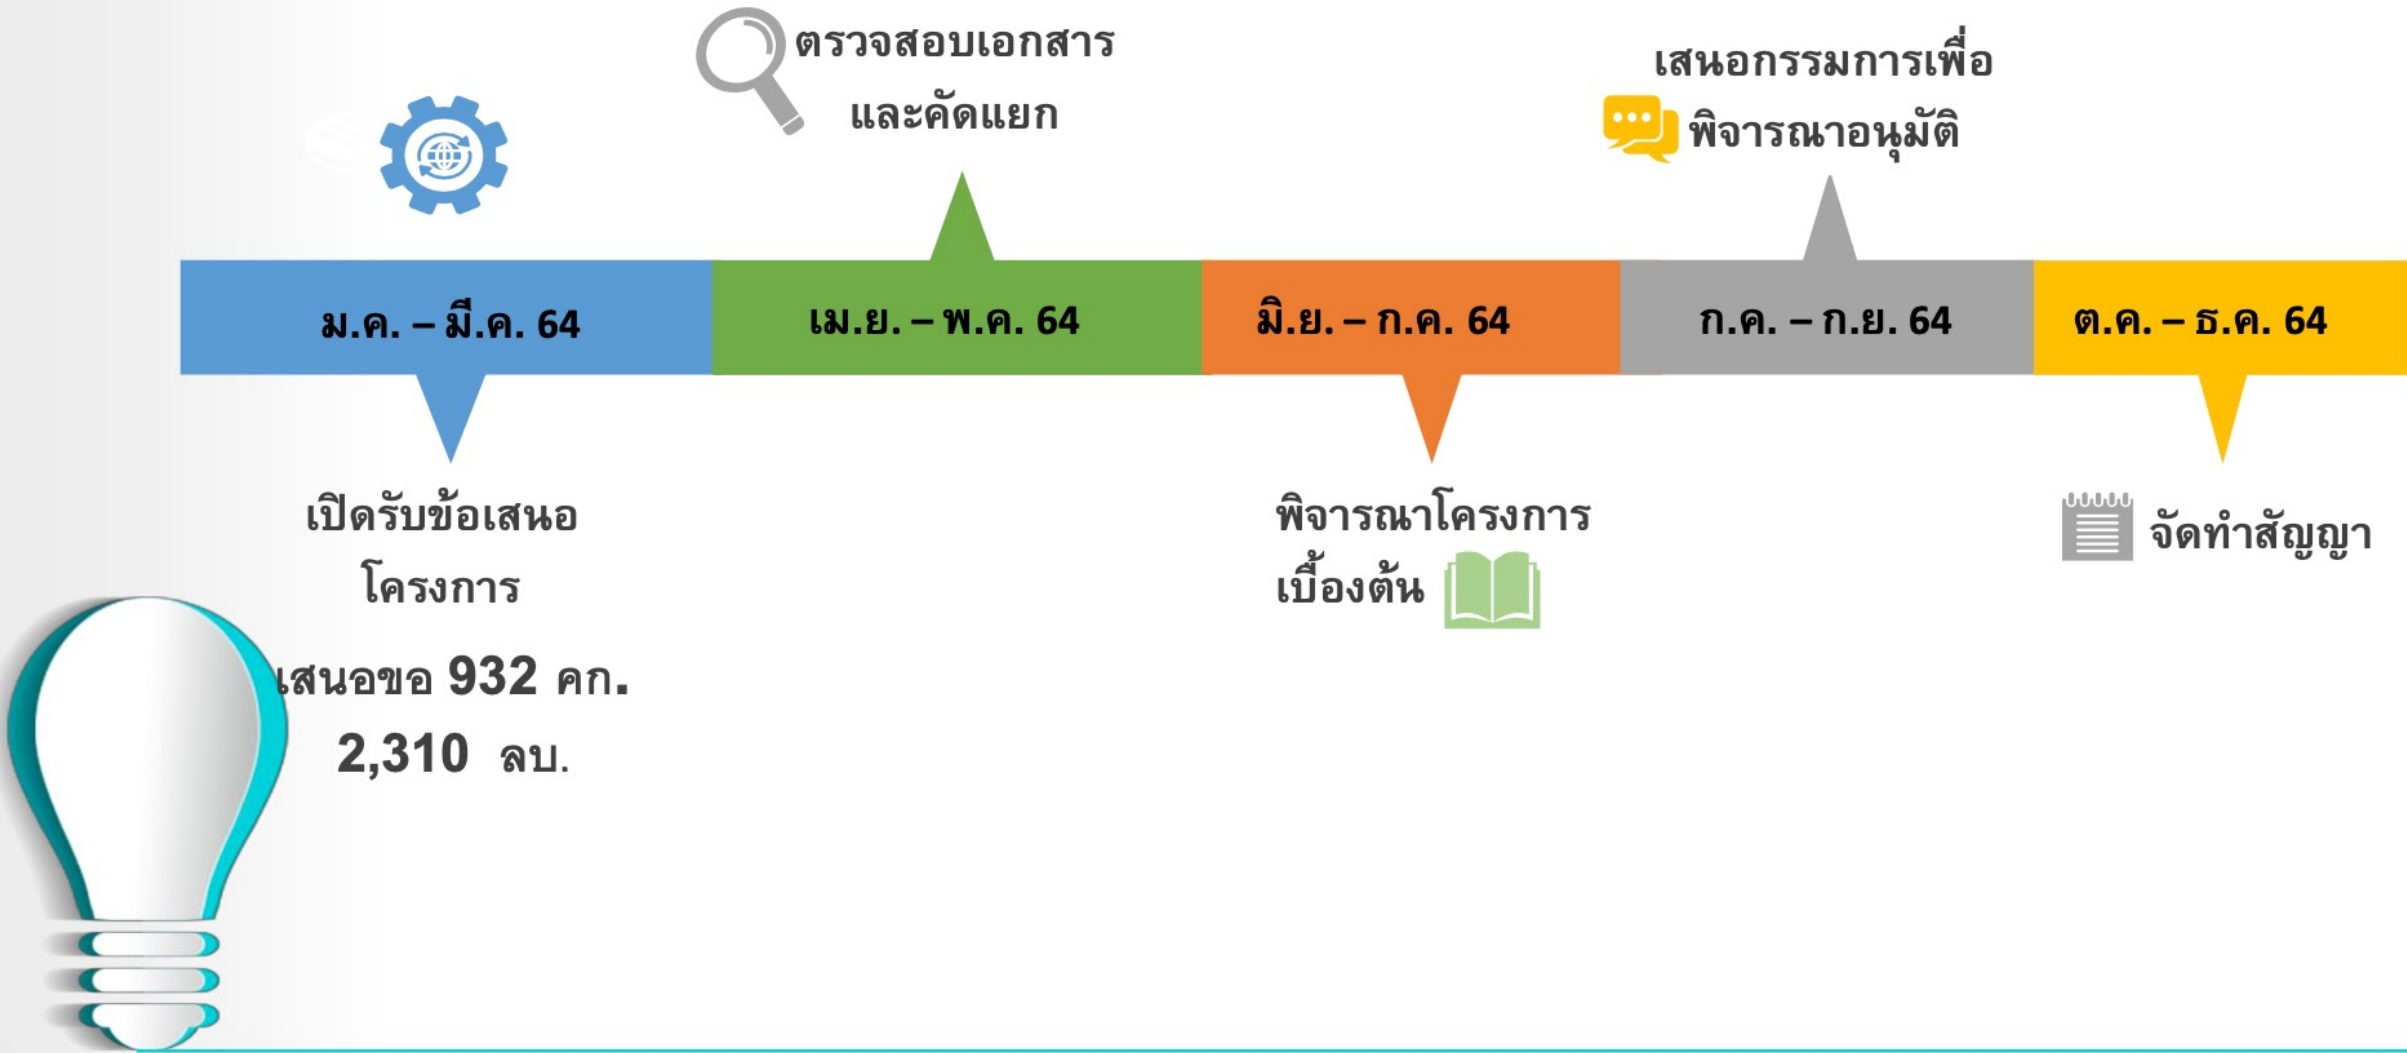 ตรวจสอบเอกสาร
และคัดแยก
เสนอกรรมการเพื่อ
พิจารณาอนุมัติ
ม.ค. – มี.ค. 64
เม.ย. – พ.ค. 64
มิ.ย. – ก.ค. 64
ก.ค. – ก.ย. 64
ต.ค. – ธ.ค. 64
เปิดรับข้อเสนอ
โครงการ
เสนอขอ 932 คก.
2,310 ลบ.
พิจารณาโครงการ
เบื้องต้น
จัดทำสัญญา